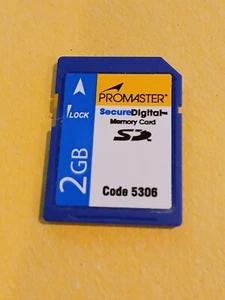 PROMASTER
SecureDigital
Memory Card
SD
LOCK
2GB
Code 5306